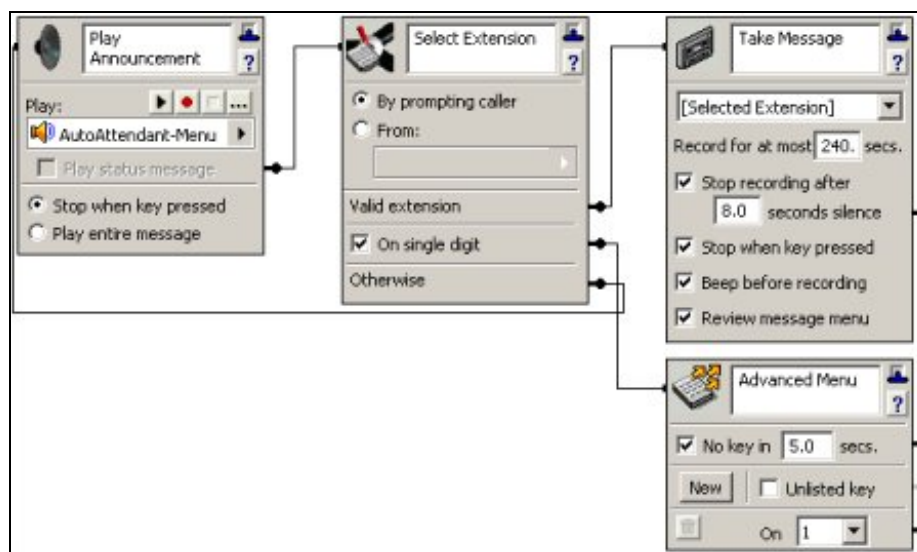 Play
Announcement
?
Play:
...
AutoAttendant-Menu
Play status message
Stop when key pressed
Play entire message
Select Extension
?
By prompting caller
From:
Valid extension
On single digit
Otherwise
Take Message
?
[Selected Extension]
Record for at most 240. secs.
Stop recording after
8.0 seconds silence
Stop when key pressed
Beep before recording
Review message menu
Advanced Menu
?
No key in 5.0 secs.
New Unlisted key
On 1